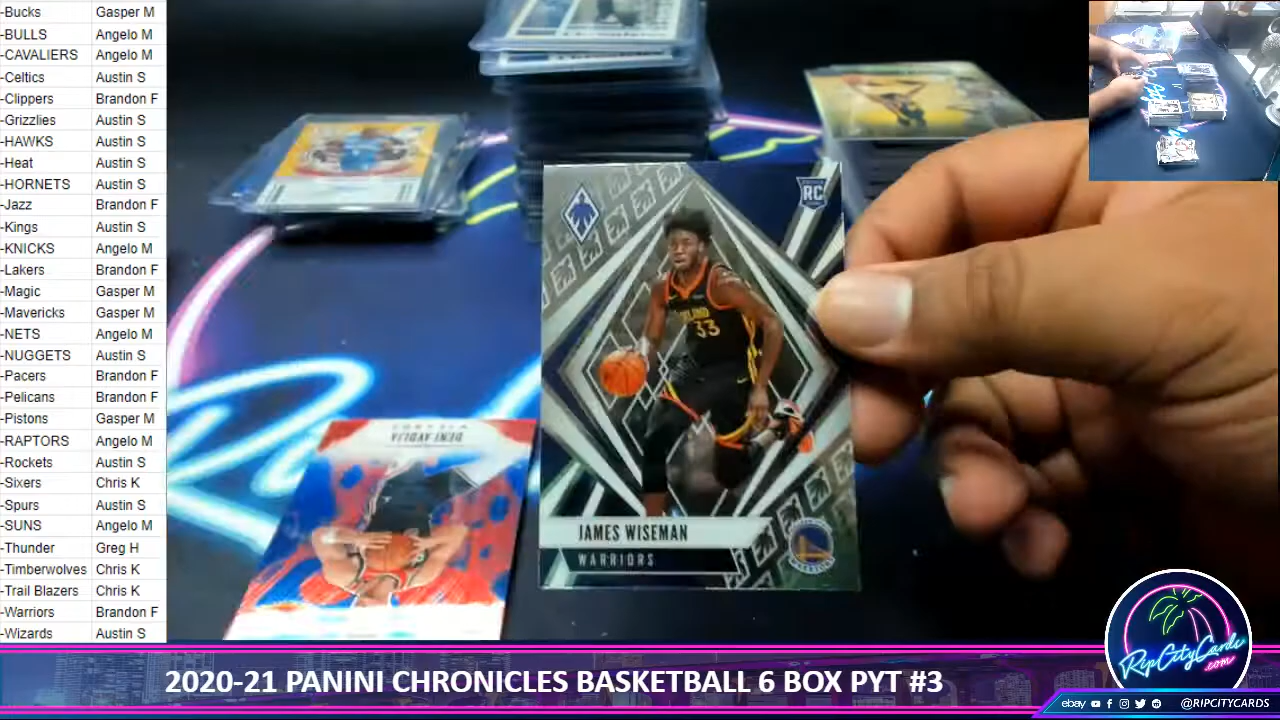 -Bucks Gasper M
-BULLS Angelo M
-CAVALIERS Angelo M
-Celtics Austin S
-Clippers Brandon F
-Grizzlies Austin S
-HAWKS Austin S
-Heat Austin S
-HORNETS Austin S
-Jazz Brandon F
-Kings Austin S
-KNICKS Angelo M
-Lakers Brandon F
-Magic Gasper M
-Mavericks Gasper M
-NETS Angelo M
-NUGGETS Austin S
-Pacers Brandon F
-Pelicans Brandon F
-Pistons Gasper M
-RAPTORS Angelo M
-Rockets Austin S
-Sixers Chris K
-Spurs Austin S
-SUNS Angelo M
-Thunder Greg H
-Timberwolves Chris K
-Trail Blazers Chris K
-Warriors Brandon F
-Wizards Austin S
RC
33
JAMES WISEMAN
WARRIORS
DENI AVDIJA
RipCityCards
.com
2020-21 PANINI CHRONICLES BASKETBALL 6 BOX PYT #3
ebay @RIPCITYCARDS